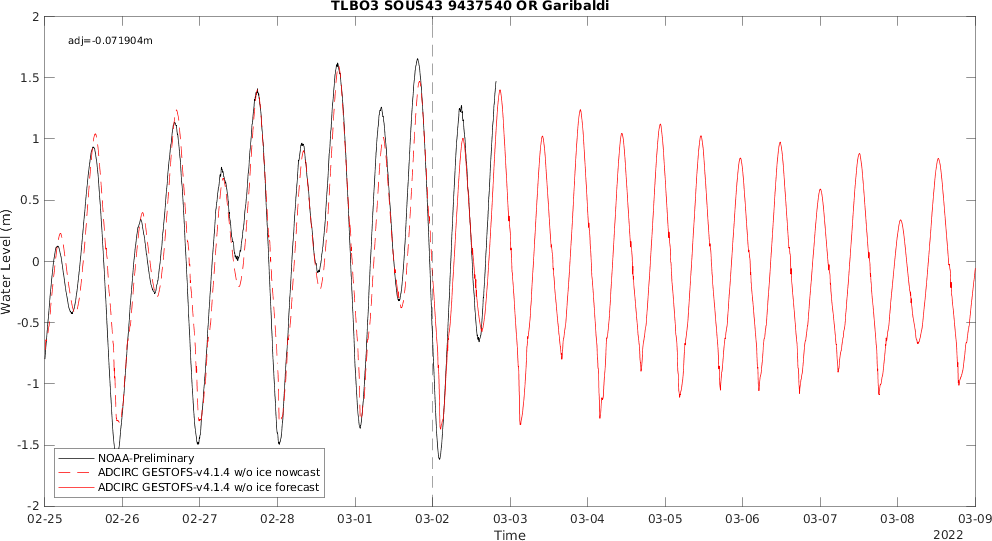 TLBO3 SOUS43 9437540 OR Garibaldi
adj=-0.071904m
2
1.5
1
0.5
0
-0.5
-1
-1.5
-2
Water Level (m)
NOAA-Preliminary
ADCIRC GESTOFS-v4.1.4 w/o ice nowcast
ADCIRC GESTOFS-v4.1.4 w/o ice forecast
02-25 02-26 02-27 02-28 03-01 03-02 03-03 03-04 03-05 03-06 03-07 03-08 03-09
Time
2022